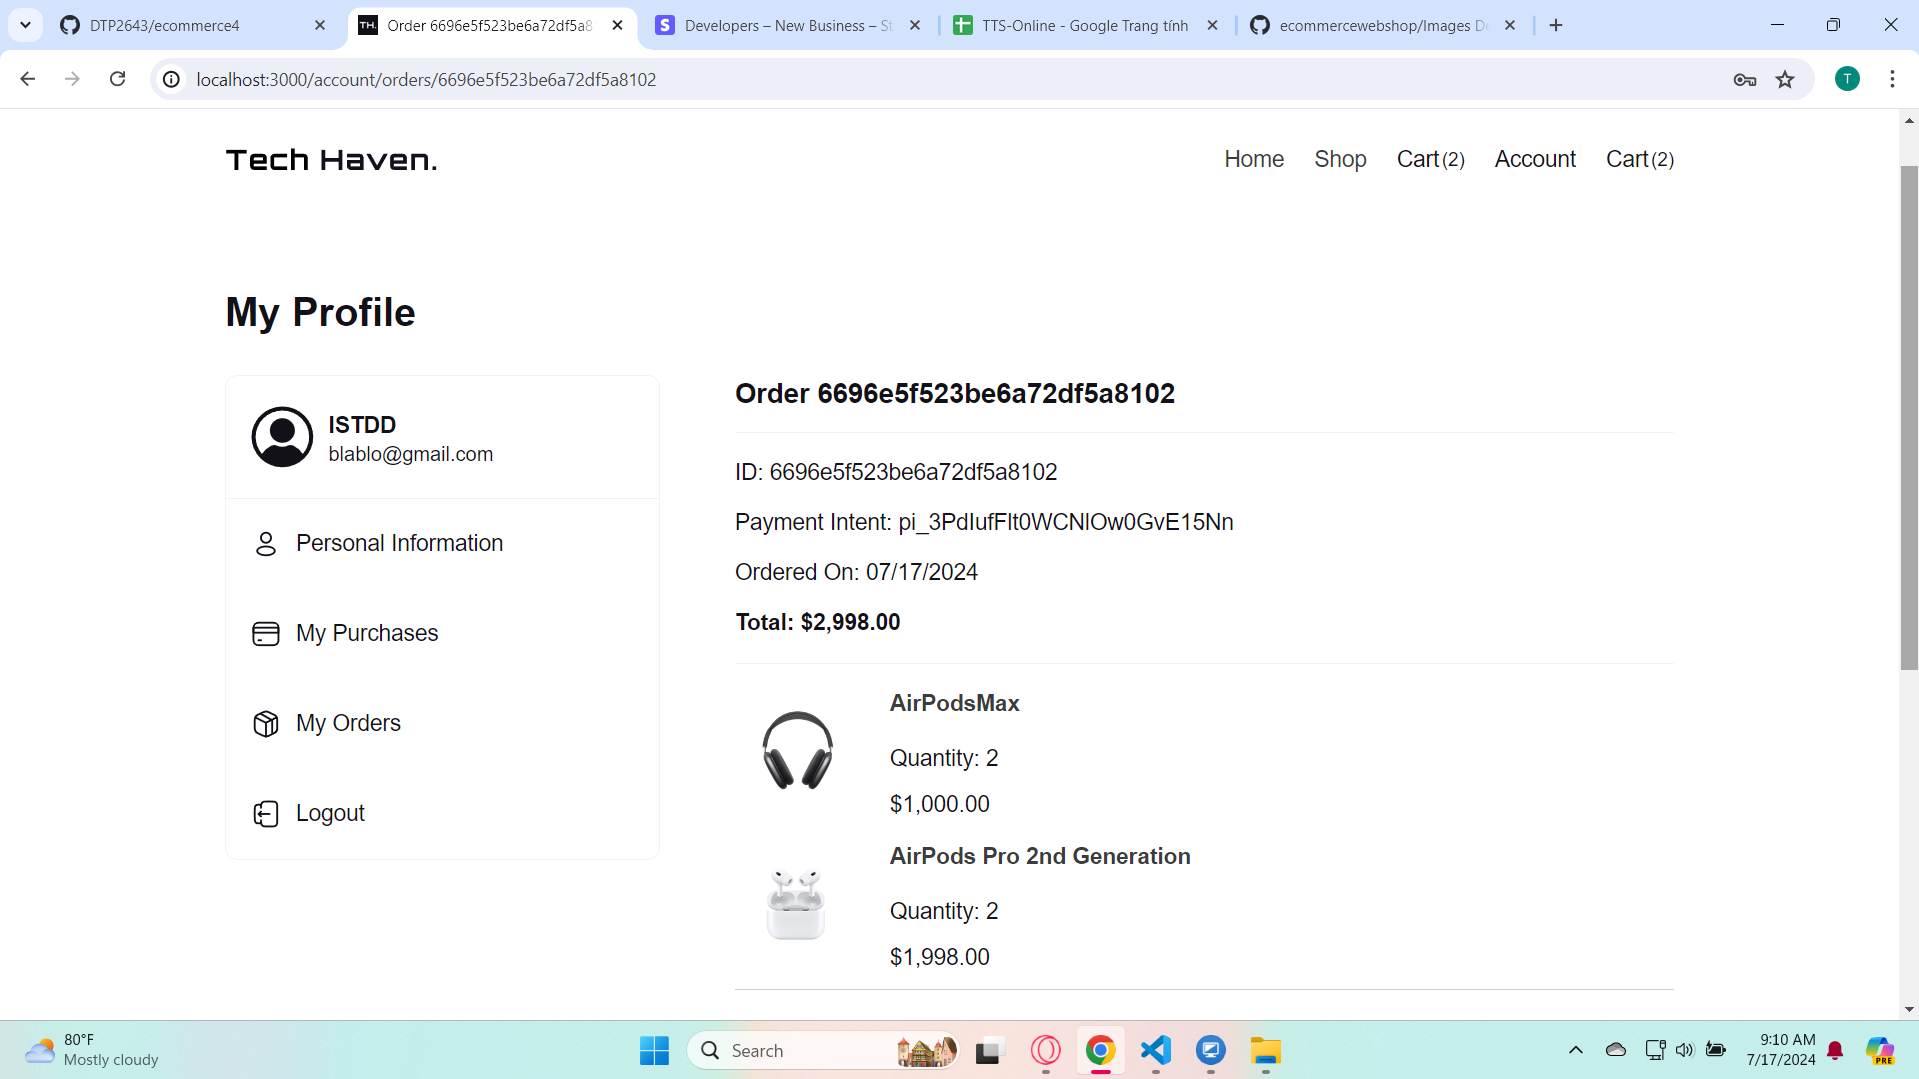 DTP2643/ecommerce4
TH. Order 6696e5f523be6a72df5a8
S Developers – New Business – St
TTS-Online - Google Trang tính
ecommercewebshop/Images De
localhost:3000/account/orders/6696e5f523be6a72df5a8102
T
Tech Haven.
Home Shop Cart(2) Account Cart(2)
My Profile
ISTDD
blablo@gmail.com
Personal Information
My Purchases
My Orders
Logout
Order 6696e5f523be6a72df5a8102
ID: 6696e5f523be6a72df5a8102
Payment Intent: pi_3PdIufFlt0WCNlOw0GvE15Nn
Ordered On: 07/17/2024
Total: $2,998.00
AirPodsMax
Quantity: 2
$1,000.00
AirPods Pro 2nd Generation
Quantity: 2
$1,998.00
80°F
Mostly cloudy
Search
9:10 AM
7/17/2024
PRE